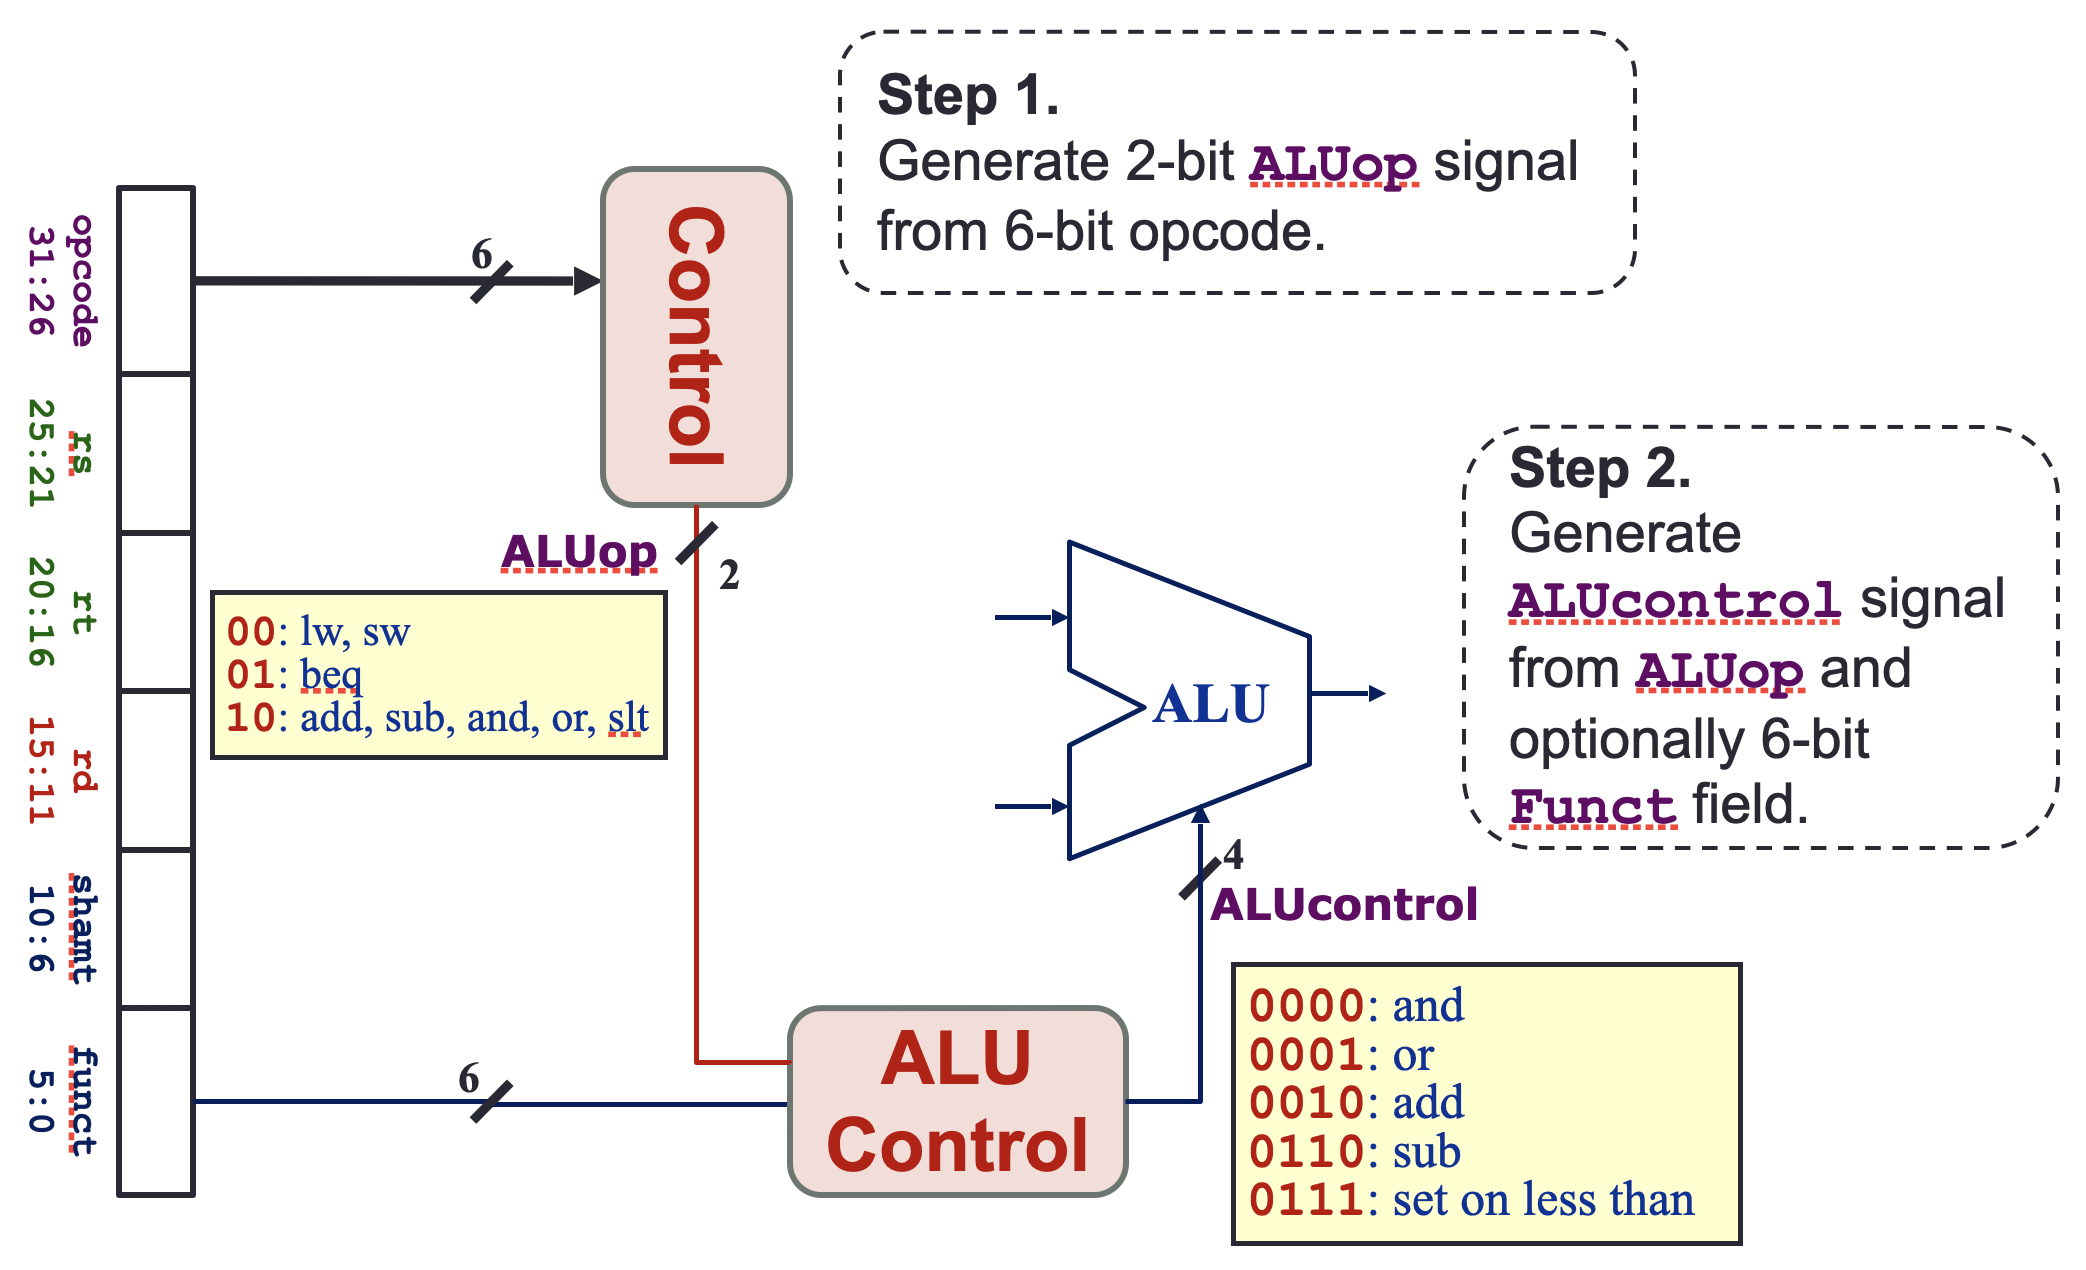 Step 1.
Generate 2-bit ALUop signal
from 6-bit opcode.
opcode
31:26
rs
25:21
rt
20:16
rd
15:11
shamt
10:6
funct
5:0
6
Control
ALUop
2
00: lw, sw
01: beq
10: add, sub, and, or, slt
Step 2.
Generate
ALUcontrol signal
from ALUop and
optionally 6-bit
Funct field.
ALU
4
ALUcontrol
6
ALU
Control
0000: and
0001: or
0010: add
0110: sub
0111: set on less than